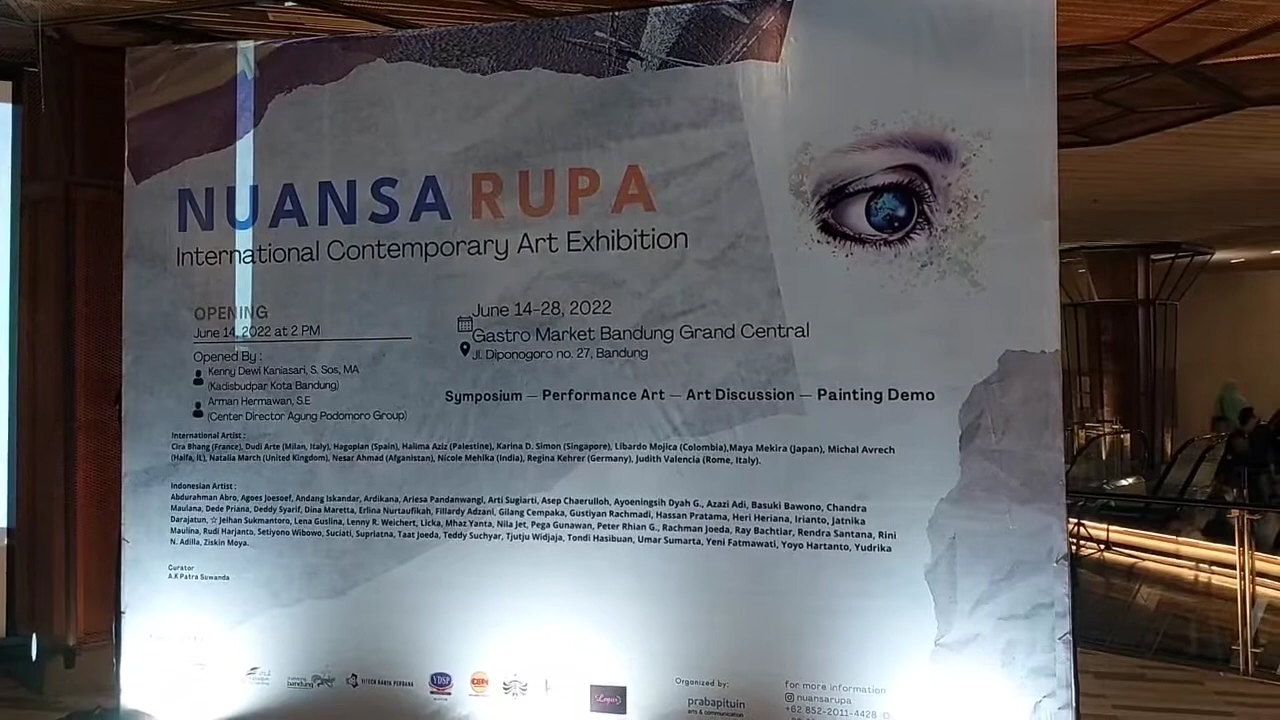 NUANSA RUPA
International Contemporary Art Exhibition
OPENING
June 14, 2022 at 2 PM
Opened By :
Kenny Dewi Kaniasari, S. Sos, MA
(Kadisbudpar Kota Bandung)
Arman Hermawan, S.E
(Center Director Agung Podomoro Group)
June 14-28, 2022
Gastro Market Bandung Grand Central
Jl. Diponogoro no. 27, Bandung
Symposium — Performance Art — Art Discussion — Painting Demo
International Artist :
Cira Bhang (France), Dudi Arte (Milan, Italy), Hagopian (Spain), Halima Aziz (Palestine), Karina D. Simon (Singapore), Libardo Mojica (Colombia),Maya Mekira (Japan), Michal Avrech
(Haifa, IL), Natalia March (United Kingdom), Nesar Ahmad (Afganistan), Nicole Mehika (India), Regina Kehrer (Germany), Judith Valencia (Rome, Italy).
Indonesian Artist :
Abdurahman Abro, Agoes Joesoef, Andang Iskandar, Ardikana, Ariesa Pandanwangi, Arti Sugiarti, Asep Chaerulloh, Ayoeningsih Dyah G., Azazi Adi, Basuki Bawono, Chandra
Maulana, Dede Priana, Deddy Syarif, Dina Maretta, Erlina Nurtaufikah, Fillardy Adzani, Gilang Cempaka, Gustiyan Rachmadi, Hassan Pratama, Heri Heriana, Irianto, Jatnika
Darajatun, ☆ Jeihan Sukmantoro, Lena Guslina, Lenny R. Weichert, Licka, Mhaz Yanta, Nila Jet, Pega Gunawan, Peter Rhian G., Rachman Joeda, Ray Bachtiar, Rendra Santana, Rini
Maulina, Rudi Harjanto, Setiyono Wibowo, Suciati, Supriatna, Taat Joeda, Teddy Suchyar, Tjutju Widjaja, Tondi Hasibuan, Umar Sumarta, Yeni Fatmawati, Yoyo Hartanto, Yudrika
N. Adilla, Ziskin Moya.
Curator
A.K Patra Suwanda
bandung
YDSP
Organized by:
prabapituin
arts & communication
for more information
nuansarupa
+62 852-2011-4428